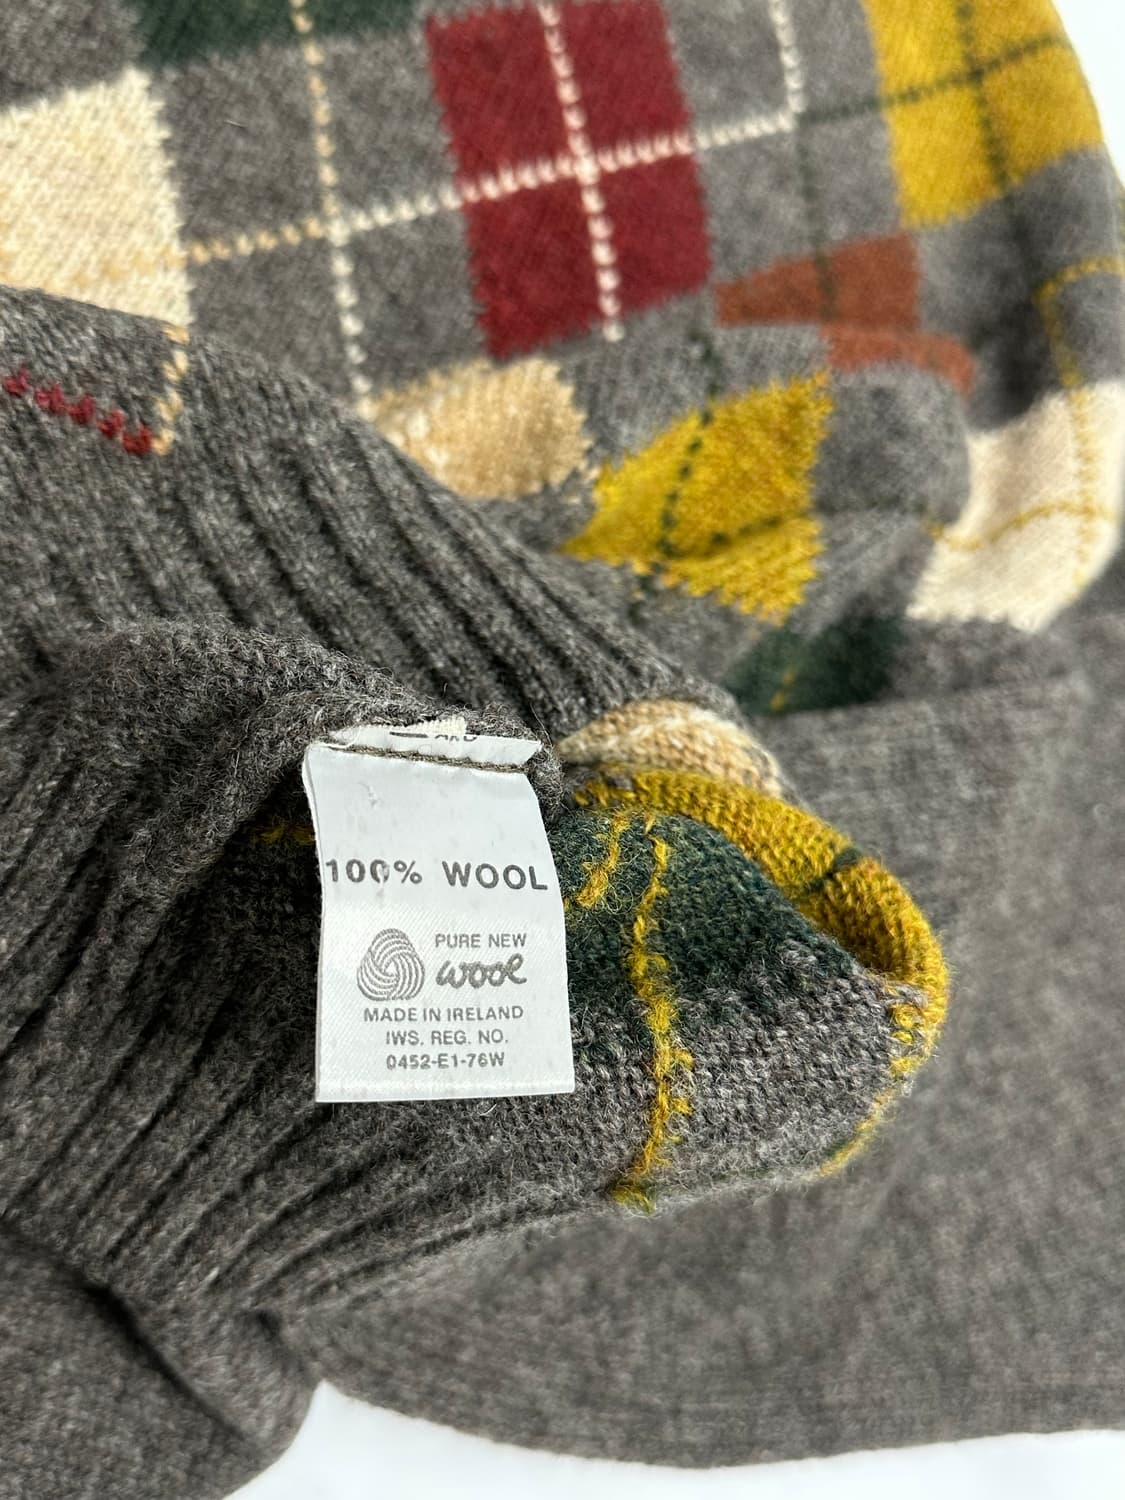 100% WOOL
PURE NEW
wool
MADE IN IRELAND
IWS. REG. NO.
0452-E1-76W